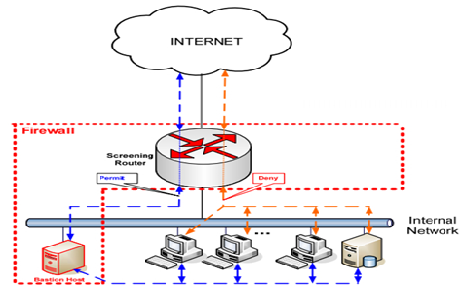 INTERNET
Firewall
Screening
Router
Permit
Deny
...
Internal
Network
Bastion Host